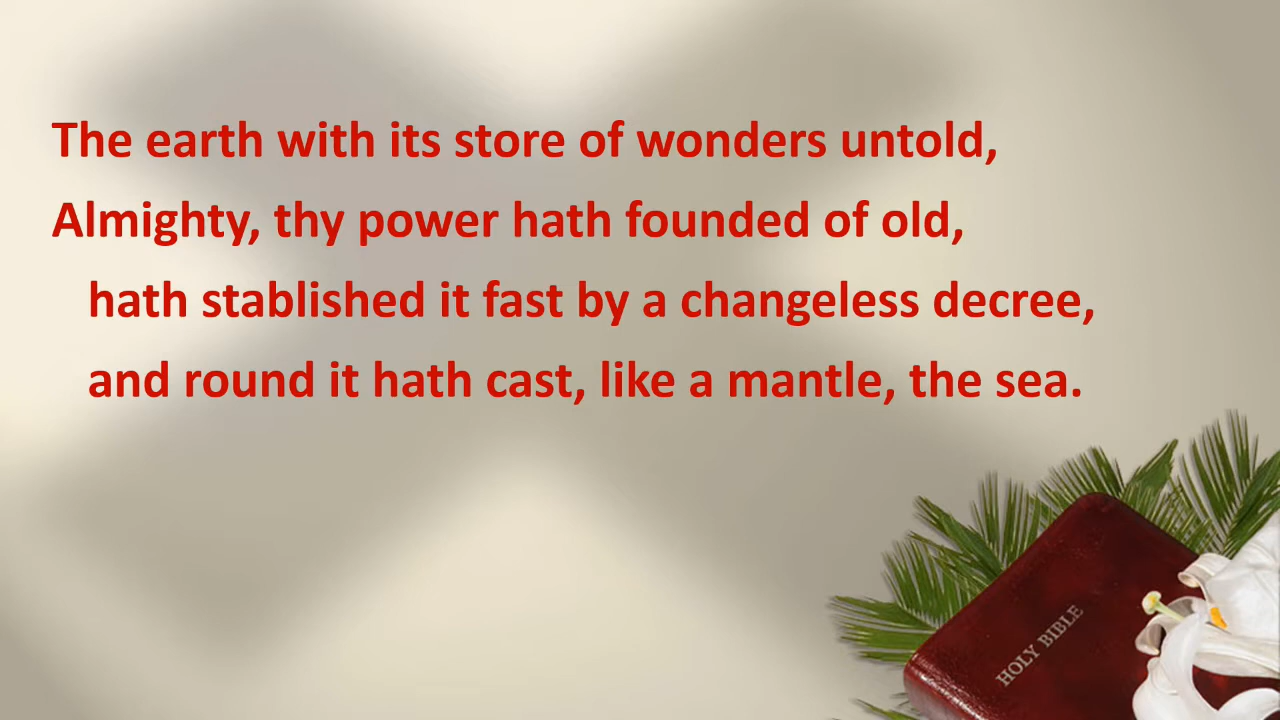 The earth with its store of wonders untold,
Almighty, thy power hath founded of old,
hath stablished it fast by a changeless decree,
and round it hath cast, like a mantle, the sea.
HOLY BIBLE